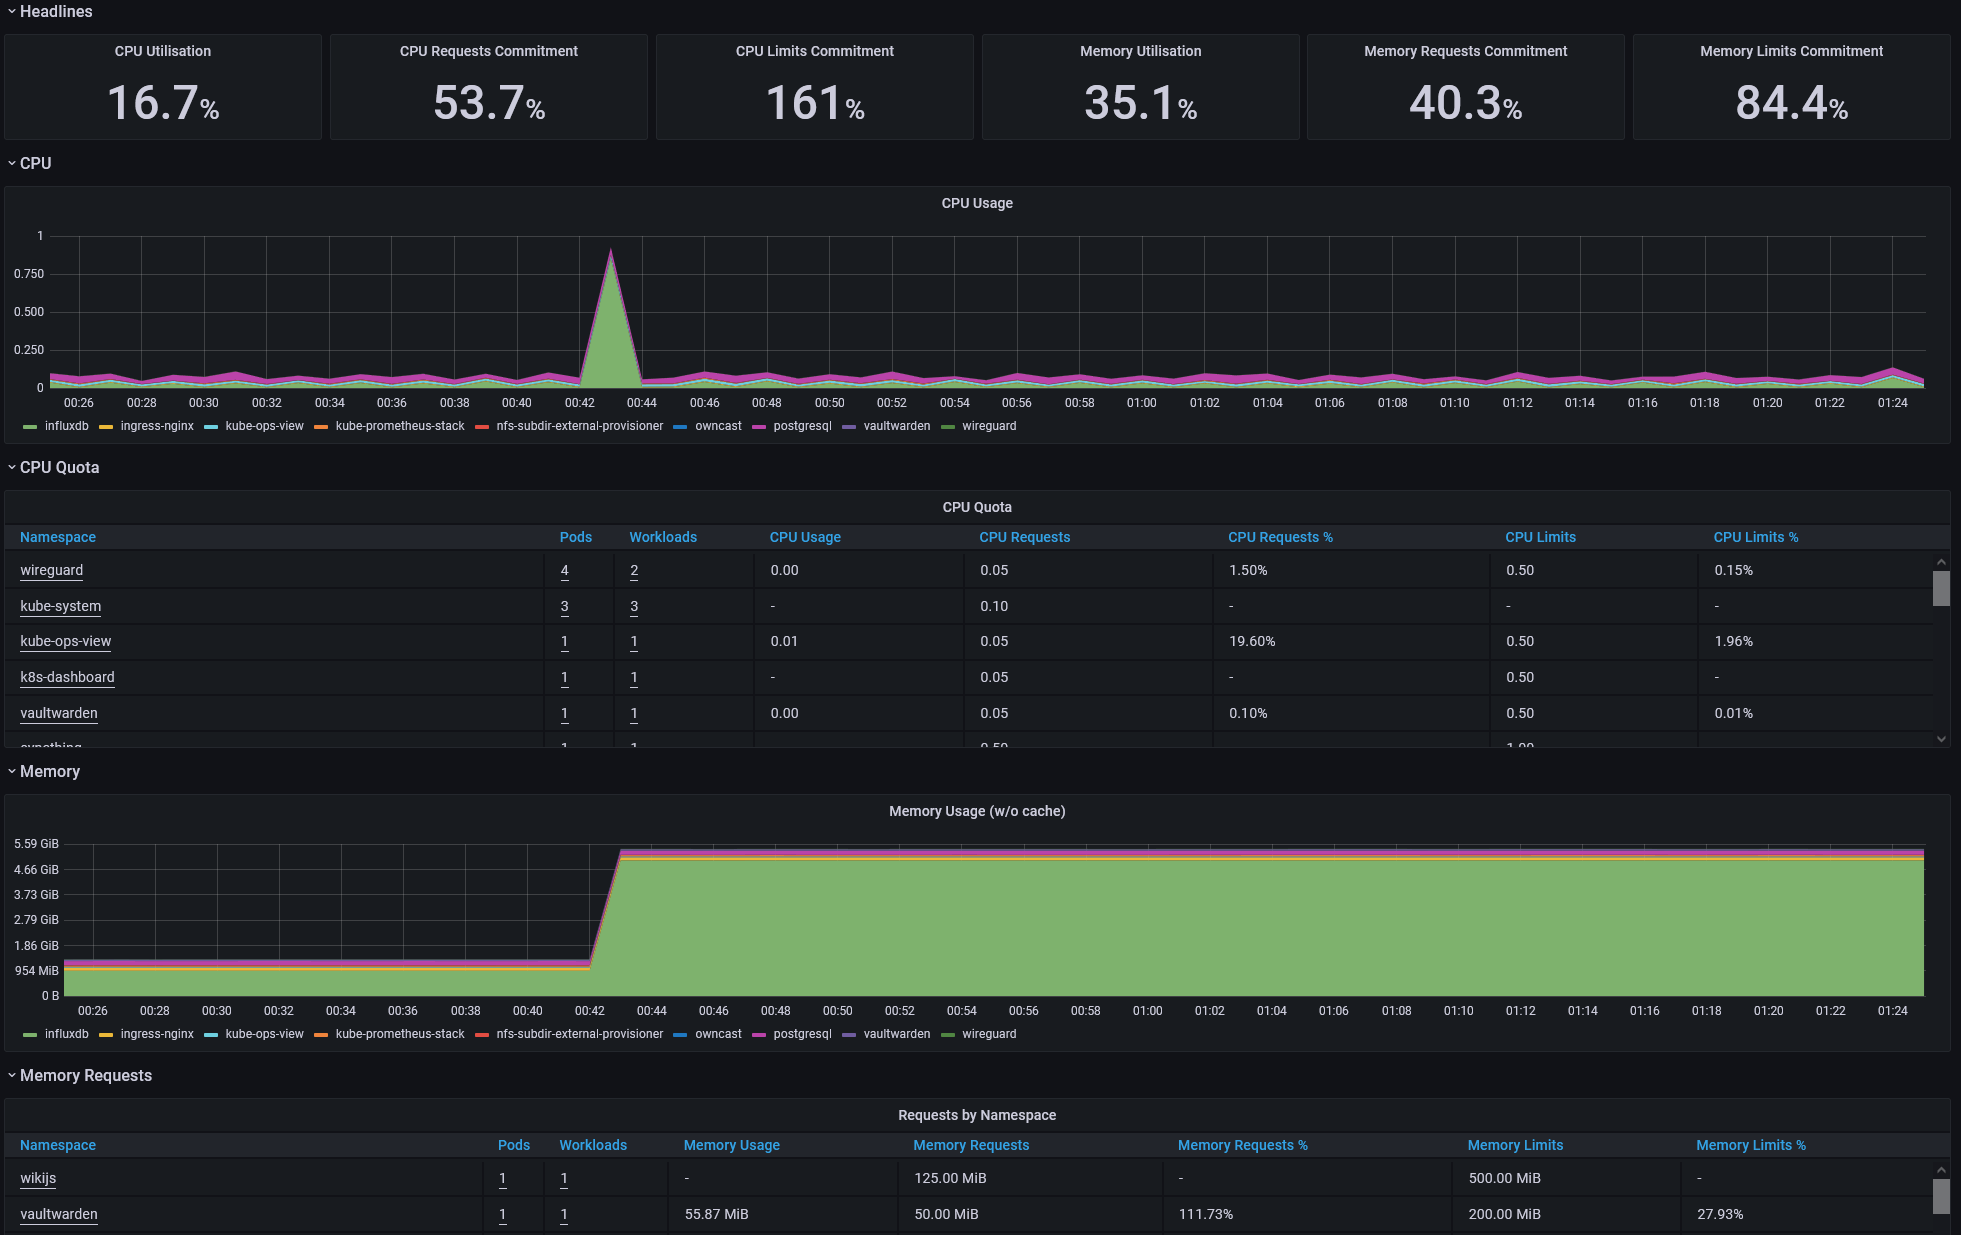 Headlines
CPU Utilisation CPU Requests Commitment CPU Limits Commitment Memory Utilisation Memory Requests Commitment Memory Limits Commitment
16.7% 53.7% 161% 35.1% 40.3% 84.4%
CPU
CPU Usage
1
0.750
0.500
0.250
0
00:26 00:28 00:30 00:32 00:34 00:36 00:38 00:40 00:42 00:44 00:46 00:48 00:50 00:52 00:54 00:56 00:58 01:00 01:02 01:04 01:06 01:08 01:10 01:12 01:14 01:16 01:18 01:20 01:22 01:24
influxdb ingress-nginx kube-ops-view kube-prometheus-stack nfs-subdir-external-provisioner owncast postgresql vaultwarden wireguard
CPU Quota
CPU Quota
Namespace Pods Workloads CPU Usage CPU Requests CPU Requests % CPU Limits CPU Limits %
wireguard 4 2 0.00 0.05 1.50% 0.50 0.15%
kube-system 3 3 - 0.10 - - -
kube-ops-view 1 1 0.01 0.05 19.60% 0.50 1.96%
k8s-dashboard 1 1 - 0.05 - 0.50 -
vaultwarden 1 1 0.00 0.05 0.10% 0.50 0.01%
syncthing 1 1 0.50 1.00
Memory
Memory Usage (w/o cache)
5.59 GiB
4.66 GiB
3.73 GiB
2.79 GiB
1.86 GiB
954 MiB
0 B
00:26 00:28 00:30 00:32 00:34 00:36 00:38 00:40 00:42 00:44 00:46 00:48 00:50 00:52 00:54 00:56 00:58 01:00 01:02 01:04 01:06 01:08 01:10 01:12 01:14 01:16 01:18 01:20 01:22 01:24
influxdb ingress-nginx kube-ops-view kube-prometheus-stack nfs-subdir-external-provisioner owncast postgresql vaultwarden wireguard
Memory Requests
Requests by Namespace
Namespace Pods Workloads Memory Usage Memory Requests Memory Requests % Memory Limits Memory Limits %
wikijs 1 1 - 125.00 MiB - 500.00 MiB -
vaultwarden 1 1 55.87 MiB 50.00 MiB 111.73% 200.00 MiB 27.93%